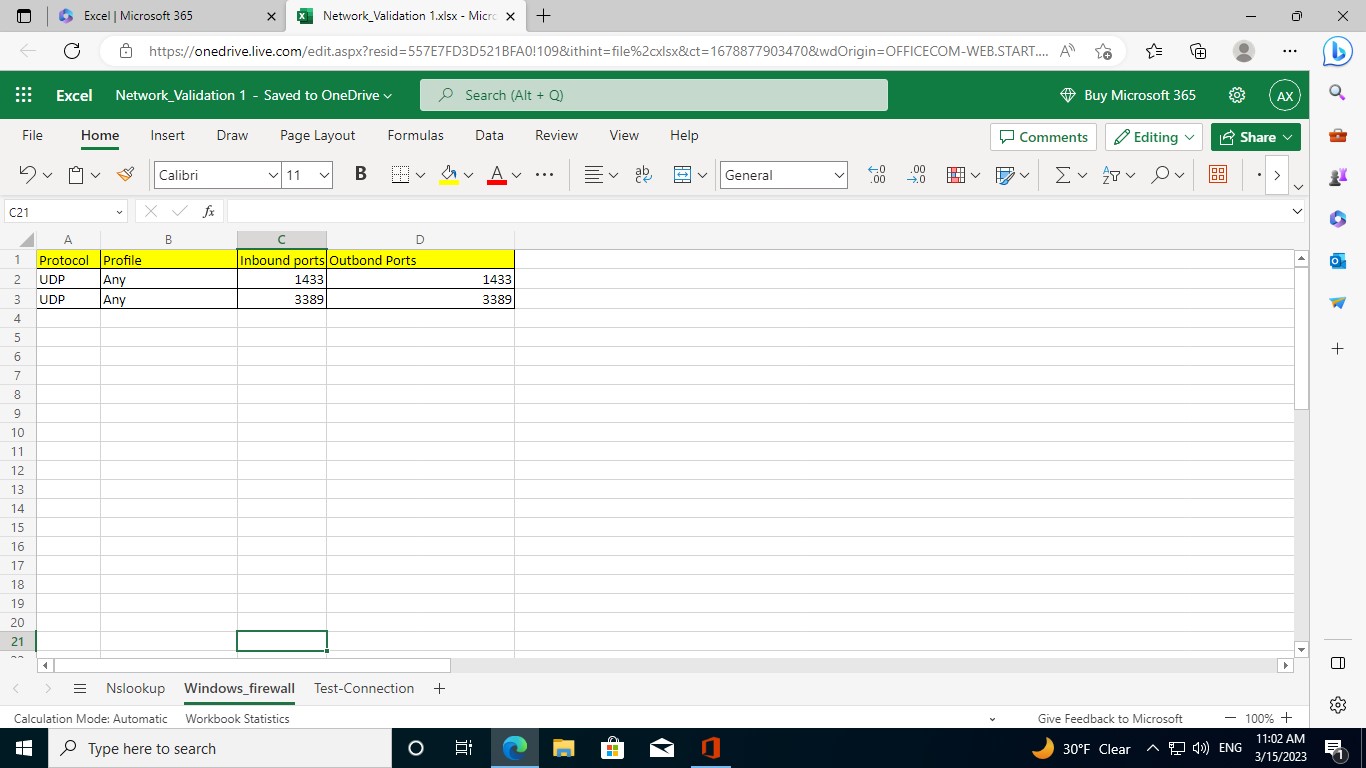 Excel | Microsoft 365
Network_Validation 1.xlsx - Micro
https://onedrive.live.com/edit.aspx?resid=557E7FD3D521BFA0!109&ithint=file%2cxlsx&ct=1678877903470&wdOrigin=OFFICECOM-WEB.START....
Excel Network_Validation 1 - Saved to OneDrive
Search (Alt + Q)
Buy Microsoft 365
AX
File Home Insert Draw Page Layout Formulas Data Review View Help
Comments Editing Share
Calibri 11 B A ab General .00 .00
C21 fx
A B C D
1 Protocol Profile Inbound ports Outbond Ports
2 UDP Any 1433 1433
3 UDP Any 3389 3389
4
5
6
7
8
9
10
11
12
13
14
15
16
17
18
19
20
21
Nslookup Windows_firewall Test-Connection
Calculation Mode: Automatic Workbook Statistics Give Feedback to Microsoft 100%
Type here to search
30°F Clear ENG 11:02 AM
3/15/2023
1